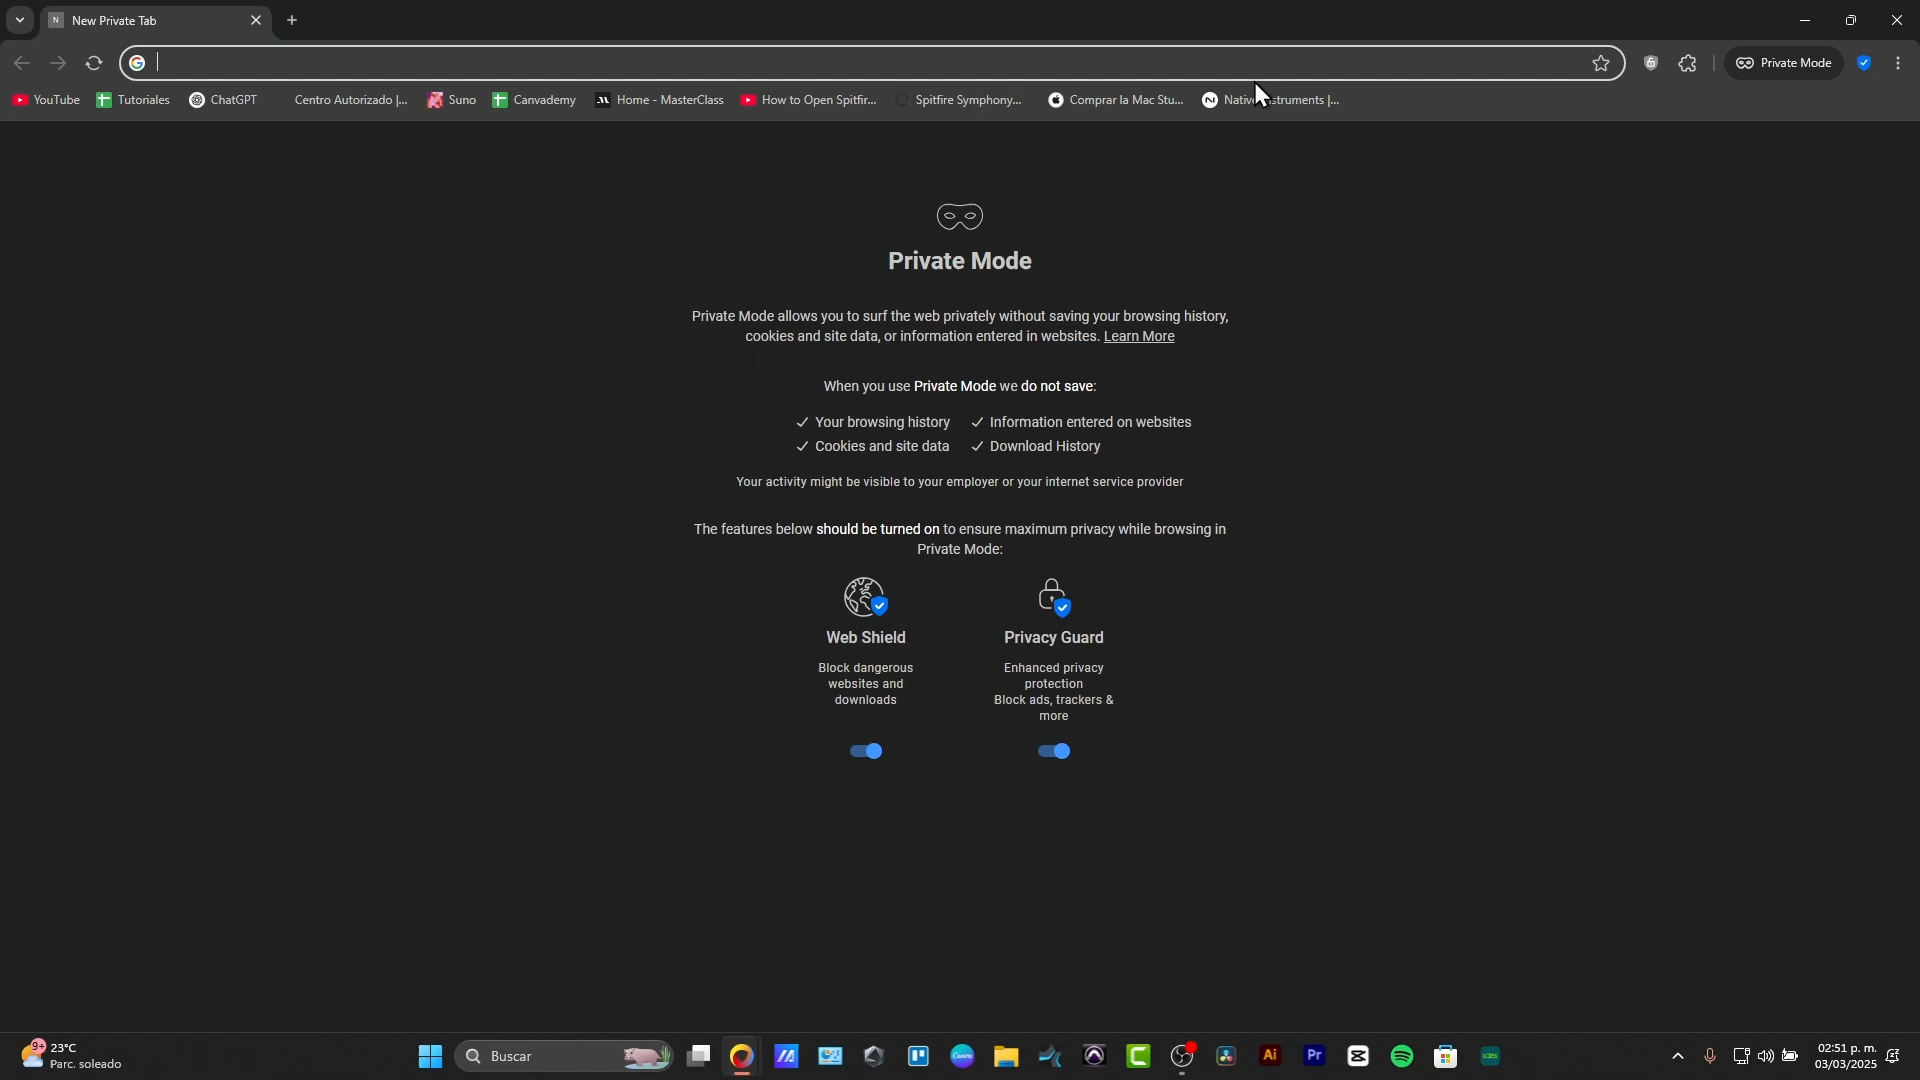 New Private Tab
Private Mode
YouTube
Tutoriales
ChatGPT
Centro Autorizado |...
Suno
Canvademy
Home - MasterClass
How to Open Spitfir...
Spitfire Symphony...
Comprar la Mac Stu...
Private Mode
Private Mode allows you to surf the web privately without saving your browsing history,
cookies and site data, or information entered in websites. Learn More
When you use Private Mode we do not save:
Your browsing history
Information entered on websites
Cookies and site data
Download History
Your activity might be visible to your employer or your internet service provider
The features below should be turned on to ensure maximum privacy while browsing in
Private Mode:
Web Shield
Block dangerous
websites and
downloads
Privacy Guard
Enhanced privacy
protection
Block ads, trackers &
more
9+
23°C
Parc. soleado
Buscar
Canva
Ai
Pr
02:51 p. m.
03/03/2025